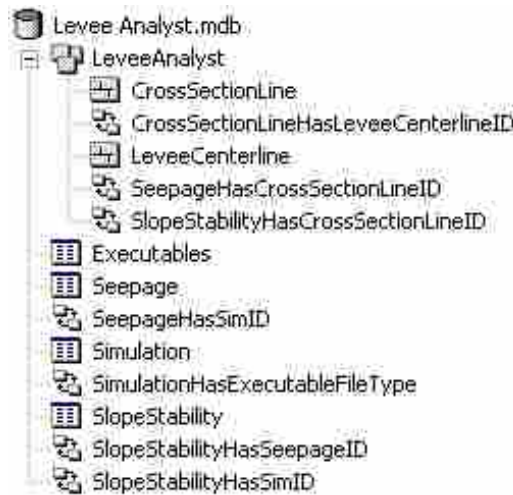 Levee Analyst.mdb
LeveeAnalyst
CrossSectionLine
CrossSectionLineHasLeveeCenterlineID
LeveeCenterline
SeepageHasCrossSectionLineID
SlopeStabilityHasCrossSectionLineID
Executables
Seepage
SeepageHasSimID
Simulation
SimulationHasExecutableFileType
SlopeStability
SlopeStabilityHasSeepageID
SlopeStabilityHasSimID